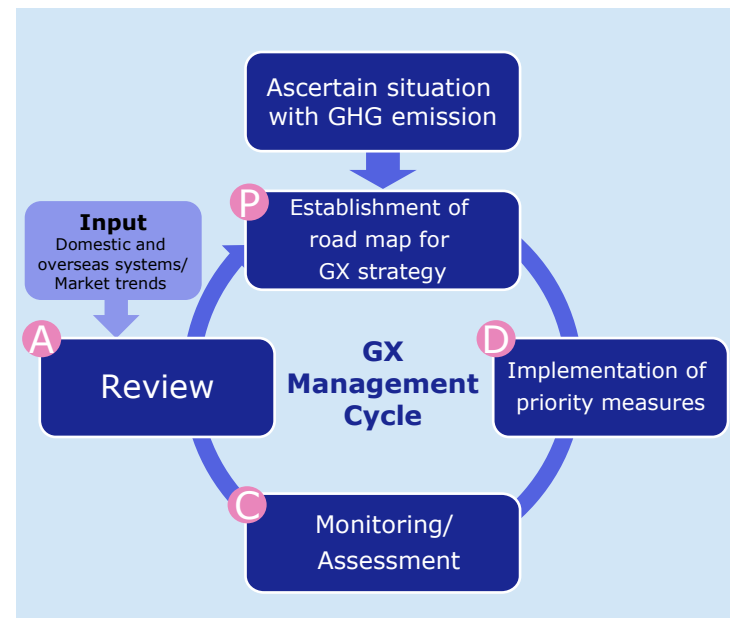 Ascertain situation
with GHG emission
P
Establishment of
road map for
GX strategy
Input
Domestic and
overseas systems/
Market trends
A
Review
GX
Management
Cycle
D
Implementation of
priority measures
C
Monitoring/
Assessment